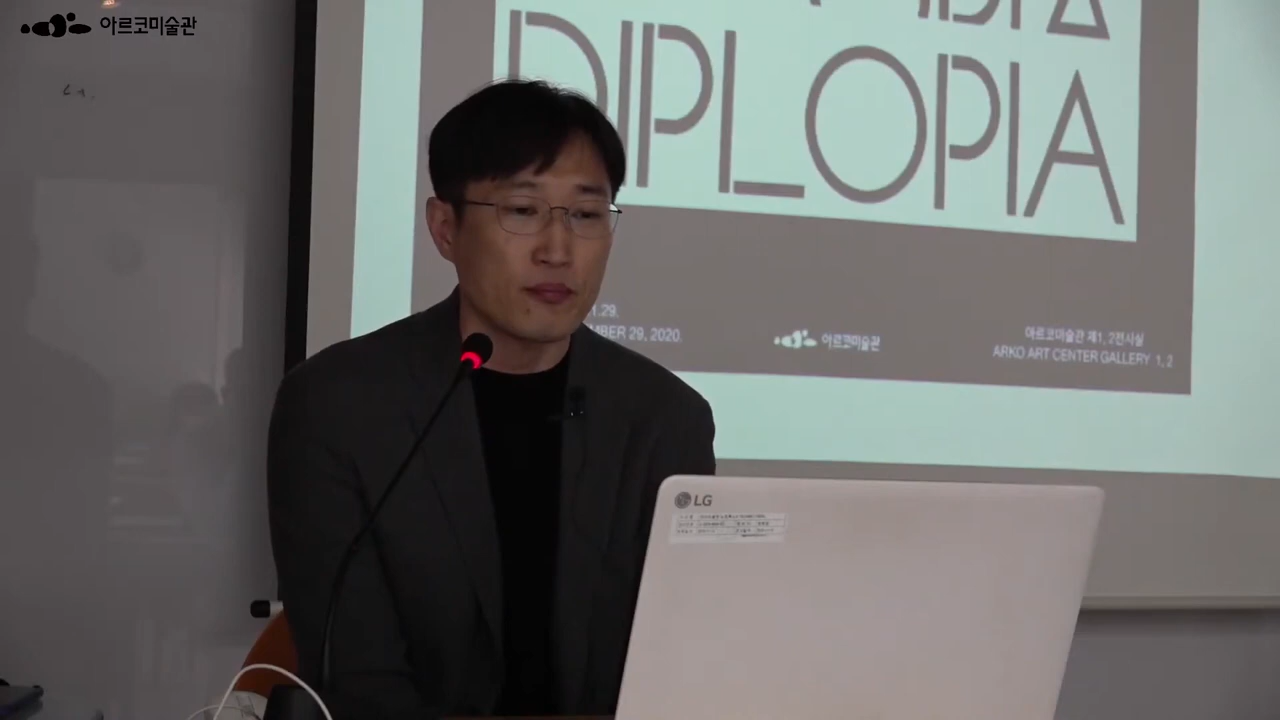 아르코미술관
DIPLOPIA
1.29.
MBER 29, 2020.
아르코미술관
아르코미술관 제1, 2전시실
ARKO ART CENTER GALLERY 1, 2
LG